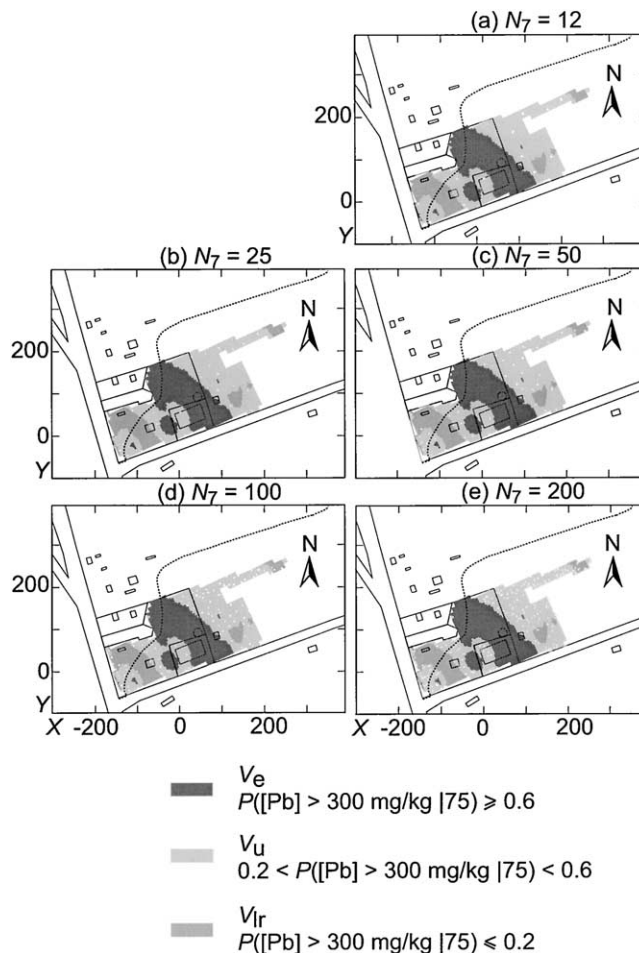 (a) N7 = 12
N
200
0
Y
(b) N7 = 25
(c) N7 = 50
N
N
200
0
Y
(d) N7 = 100
(e) N7 = 200
N
N
200
0
Y
X -200 0 200 -200 0 200
Ve
P([Pb] > 300 mg/kg |75) ⩾ 0.6
Vu
0.2 < P([Pb] > 300 mg/kg |75) < 0.6
Vlr
P([Pb] > 300 mg/kg |75) ⩽ 0.2